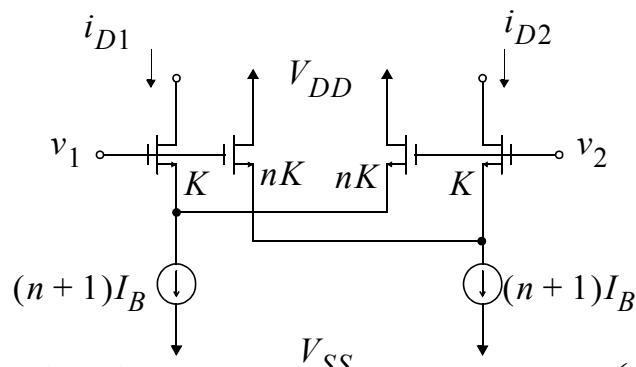 i_{D1}
i_{D2}
V_{DD}
v_1
v_2
K
nK
nK
K
(n + 1)I_B
(n + 1)I_B
V_{SS}